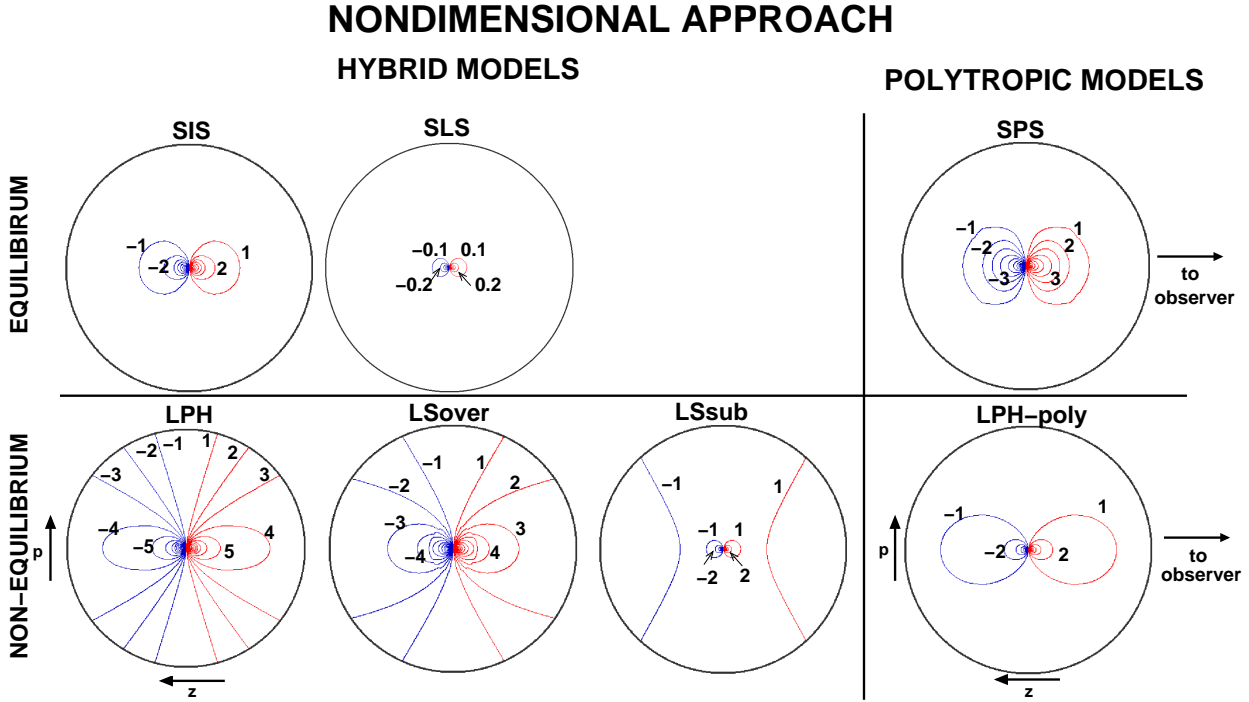 NONDIMENSIONAL APPROACH
HYBRID MODELS
POLYTROPIC MODELS
EQUILIBIRUM
SIS
−1
1
−2
2
SLS
−0.1 0.1
−0.2 0.2
SPS
−1
1
−2
2
−3
3
to
observer
NON−EQUILIBRIUM
LPH
−3
−2
−1
1
2
3
−4
4
−5
5
p
z
LSover
−1
1
−2
2
−3
3
−4
4
LSsub
−1
1
−1 1
−2 2
LPH−poly
−1
1
−2
2
p
z
to
observer